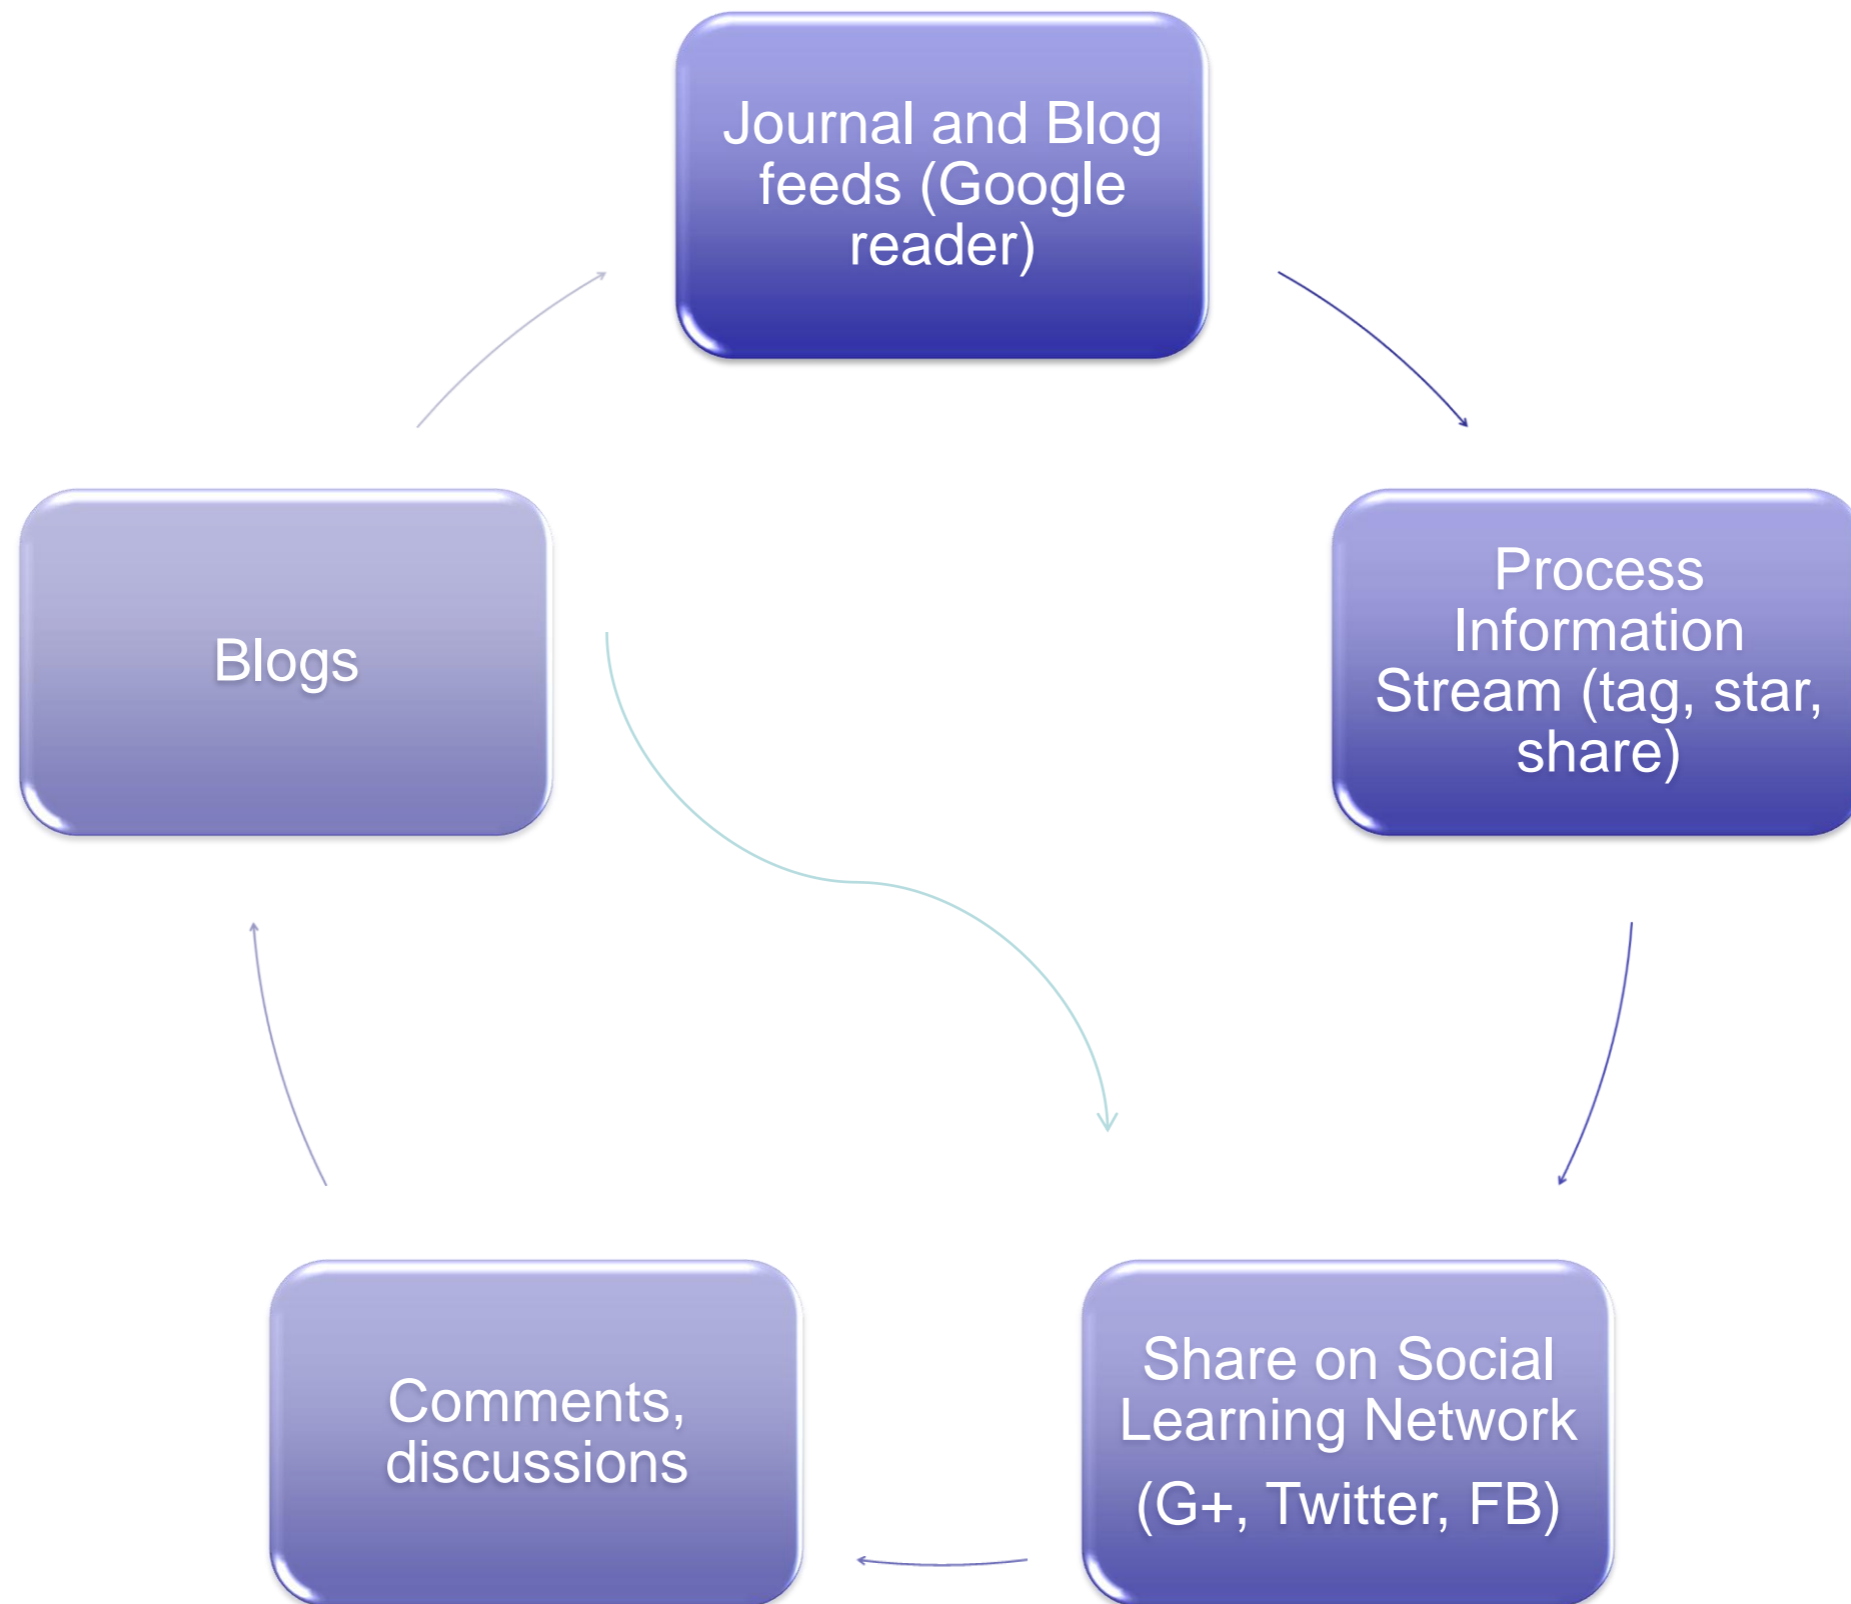 Journal and Blog
feeds (Google
reader)
Process
Information
Stream (tag, star,
share)
Share on Social
Learning Network
(G+, Twitter, FB)
Comments,
discussions
Blogs